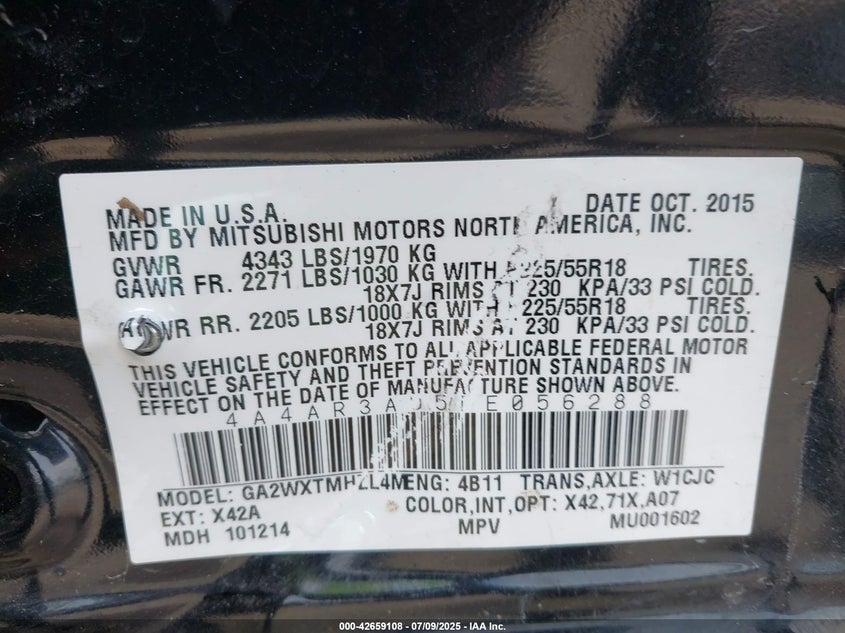 MADE IN U.S.A. DATE OCT. 2015
MFD BY MITSUBISHI MOTORS NORTH AMERICA, INC.
GVWR 4343 LBS/1970 KG
GAWR FR. 2271 LBS/1030 KG WITH P225/55R18 TIRES.
18X7J RIMS AT 230 KPA/33 PSI COLD.
GAWR RR. 2205 LBS/1000 KG WITH P225/55R18 TIRES.
18X7J RIMS AT 230 KPA/33 PSI COLD.
THIS VEHICLE CONFORMS TO ALL APPLICABLE FEDERAL MOTOR
VEHICLE SAFETY AND THEFT PREVENTION STANDARDS IN
EFFECT ON THE DATE OF MANUFACTURE SHOWN ABOVE.
MODEL: ENG: 4B11 TRANS,AXLE: W1CJC
EXT: X42A COLOR,INT,OPT: X42,71X,A07
MDH 101214 MPV MU001602
000-42659108 - 07/09/2025 - IAA Inc.